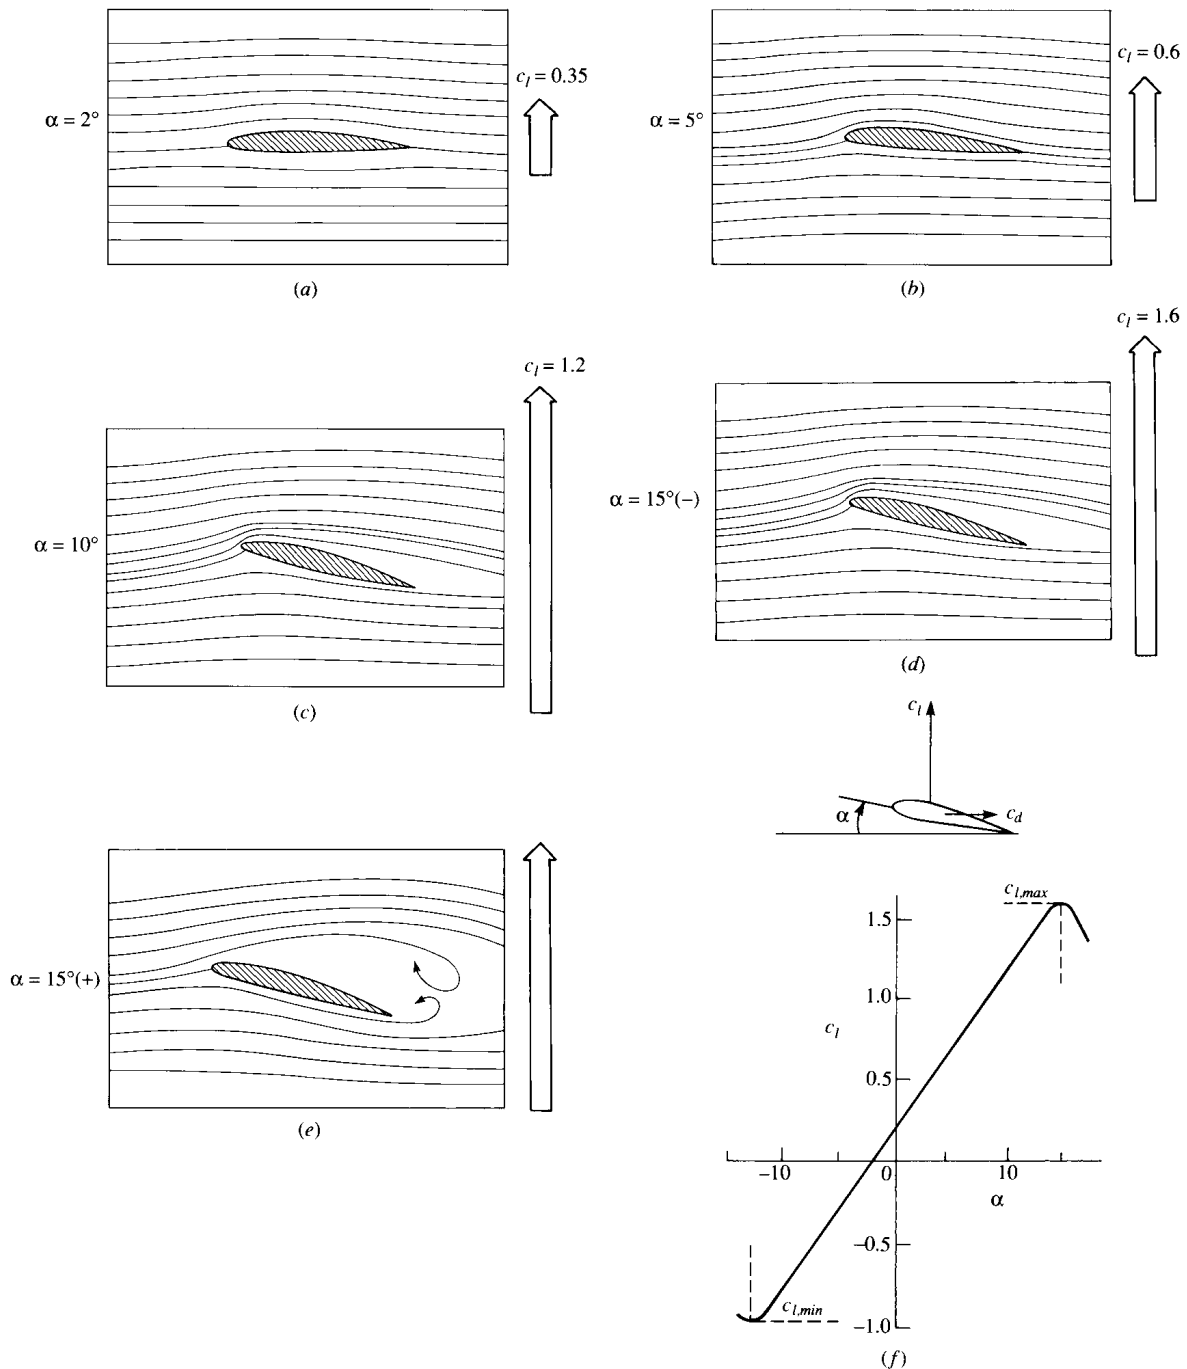 α = 2°
c_l = 0.35
(a)
α = 5°
c_l = 0.6
(b)
α = 10°
c_l = 1.2
(c)
α = 15°(−)
c_l = 1.6
(d)
α = 15°(+)
(e)
c_l
α
c_d
c_l,max
1.5
1.0
c_l
0.5
−10
0
10
α
−0.5
c_l,min
−1.0
(f)